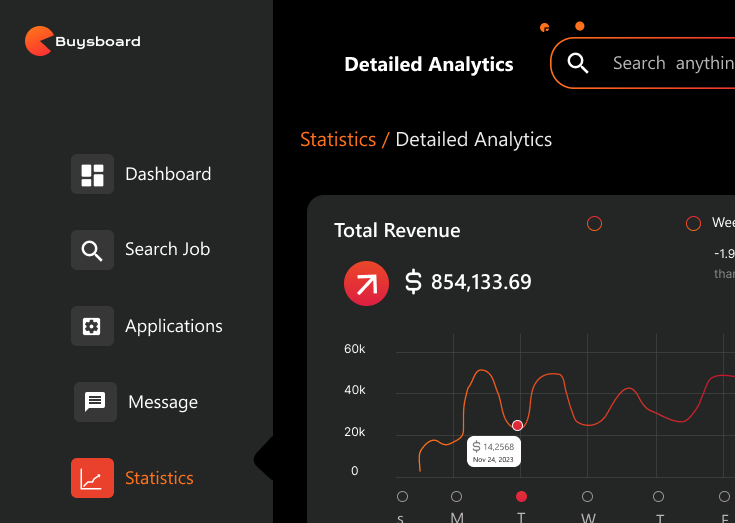 Buysboard
Detailed Analytics
Search anythin
Statistics / Detailed Analytics
Dashboard
Search Job
Applications
Message
Statistics
Total Revenue
Wee
-1.9
than
$ 854,133.69
60k
40k
20k
0
$ 14,2568
Nov 24, 2023
s
M
T
W
T
F